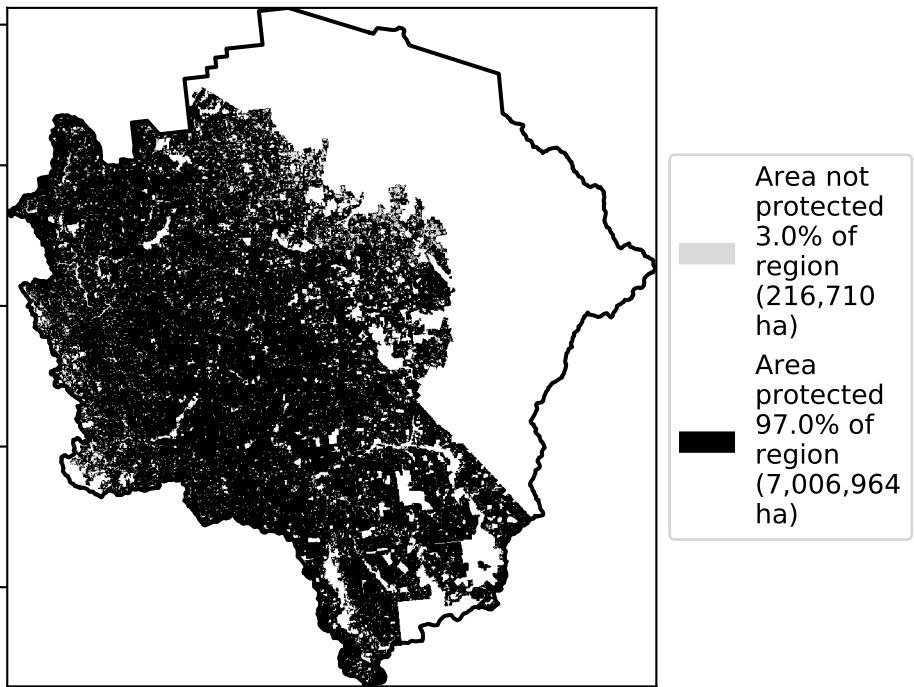 Area not
protected
3.0% of
region
(216,710
ha)
Area
protected
97.0% of
region
(7,006,964
ha)